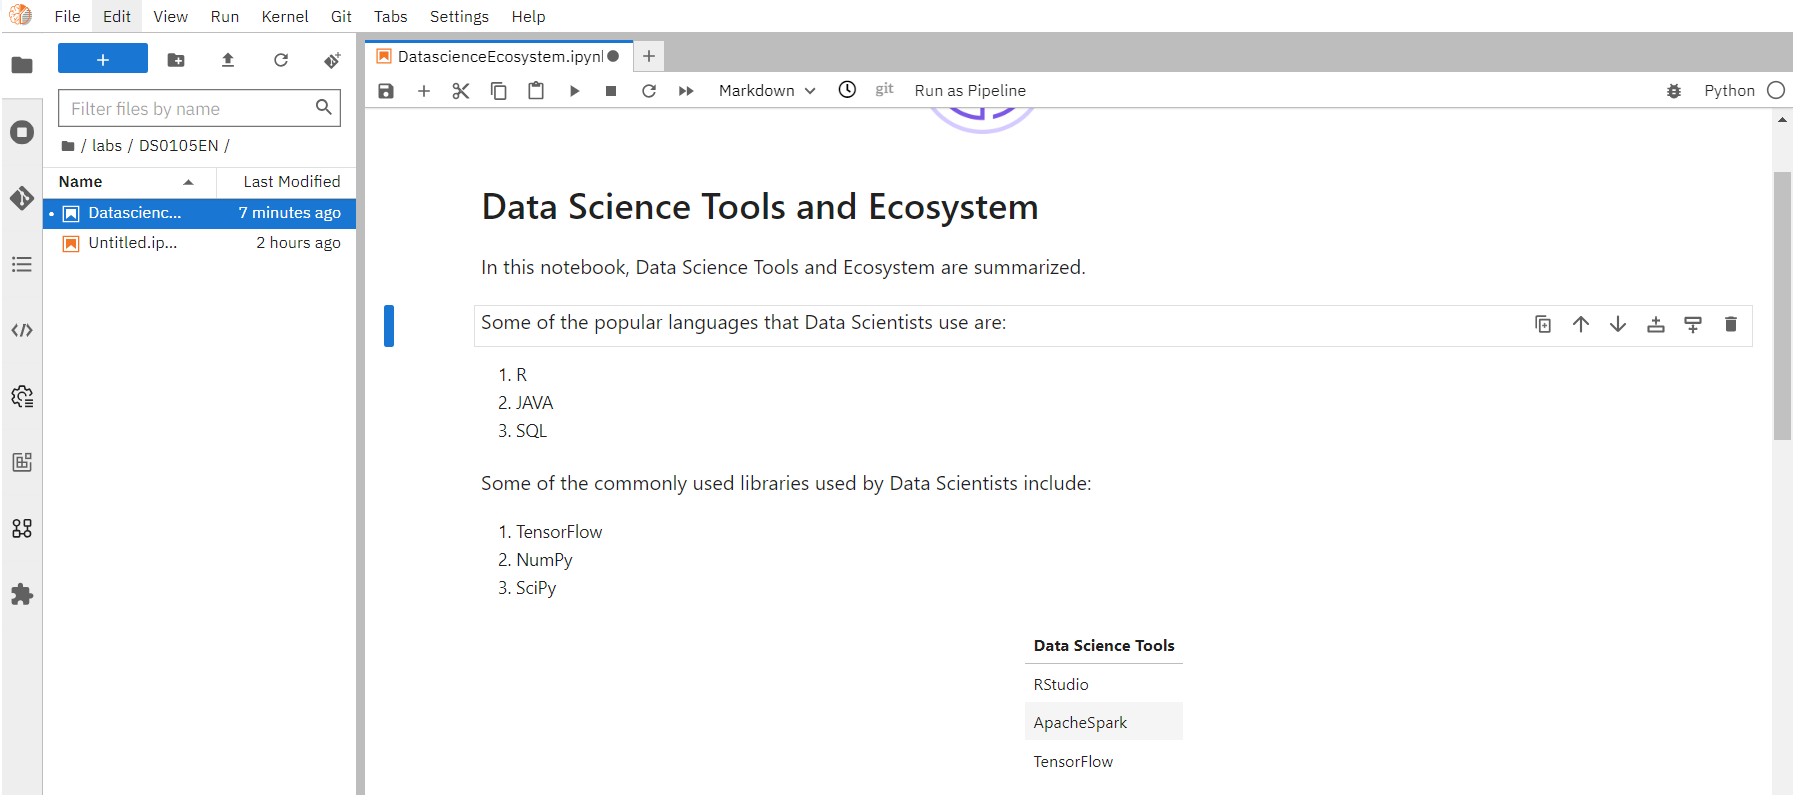 File Edit View Run Kernel Git Tabs Settings Help
DatascienceEcosystem.ipynl
Filter files by name
Markdown git Run as Pipeline Python
/ labs / DS0105EN /
Name Last Modified
Datascienc... 7 minutes ago
Untitled.ip... 2 hours ago
Data Science Tools and Ecosystem
In this notebook, Data Science Tools and Ecosystem are summarized.
Some of the popular languages that Data Scientists use are:
1. R
2. JAVA
3. SQL
Some of the commonly used libraries used by Data Scientists include:
1. TensorFlow
2. NumPy
3. SciPy
Data Science Tools
RStudio
ApacheSpark
TensorFlow